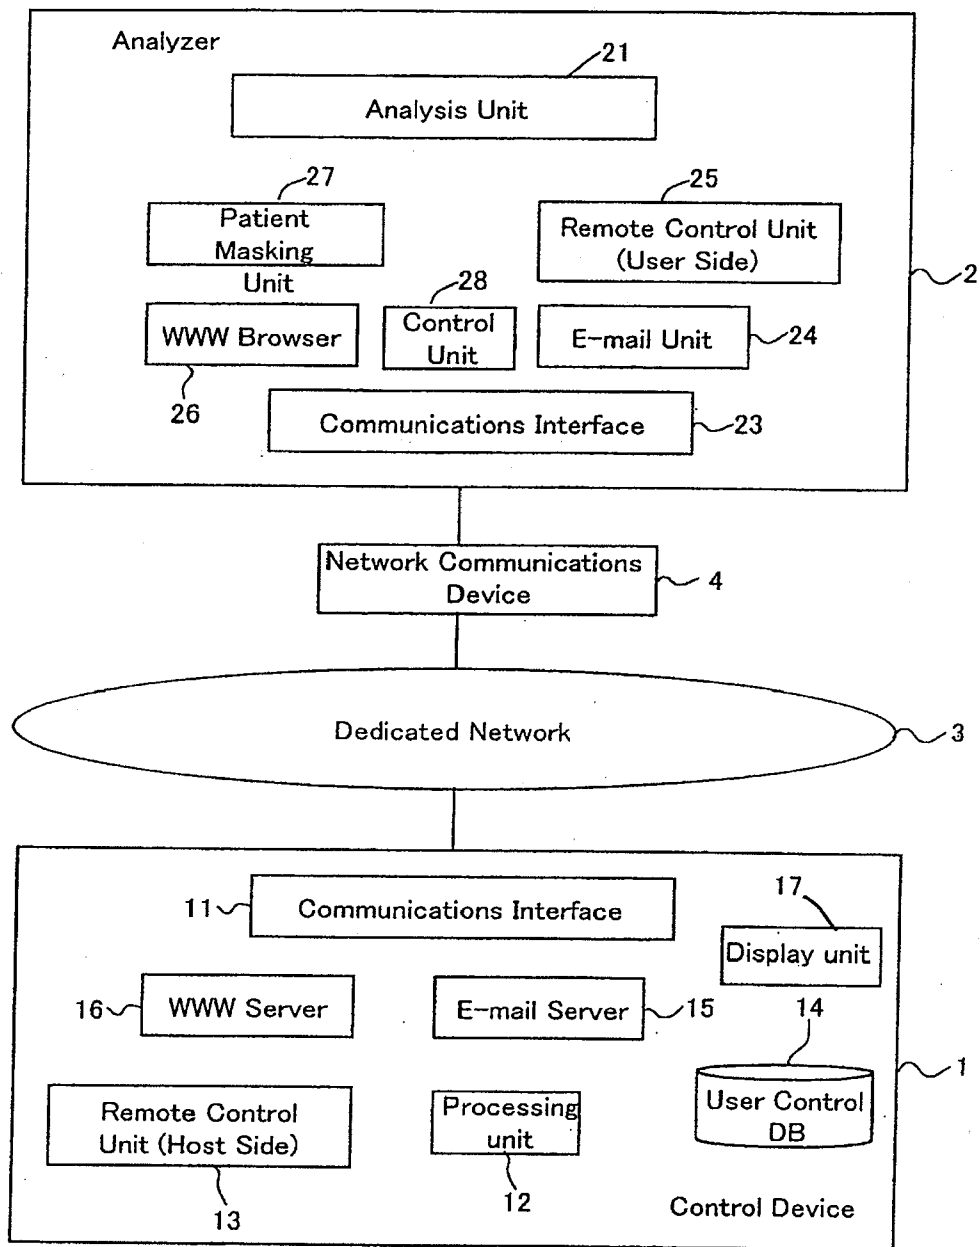 Analyzer
21
Analysis Unit
27
25
Patient
Masking
Unit
Remote Control Unit
(User Side)
2
28
WWW Browser
Control
Unit
E-mail Unit
24
26
Communications Interface
23
Network Communications
Device
4
Dedicated Network
3
11
Communications Interface
17
Display unit
16
WWW Server
E-mail Server
15
14
1
Remote Control
Unit (Host Side)
Processing
unit
User Control
DB
13
12
Control Device